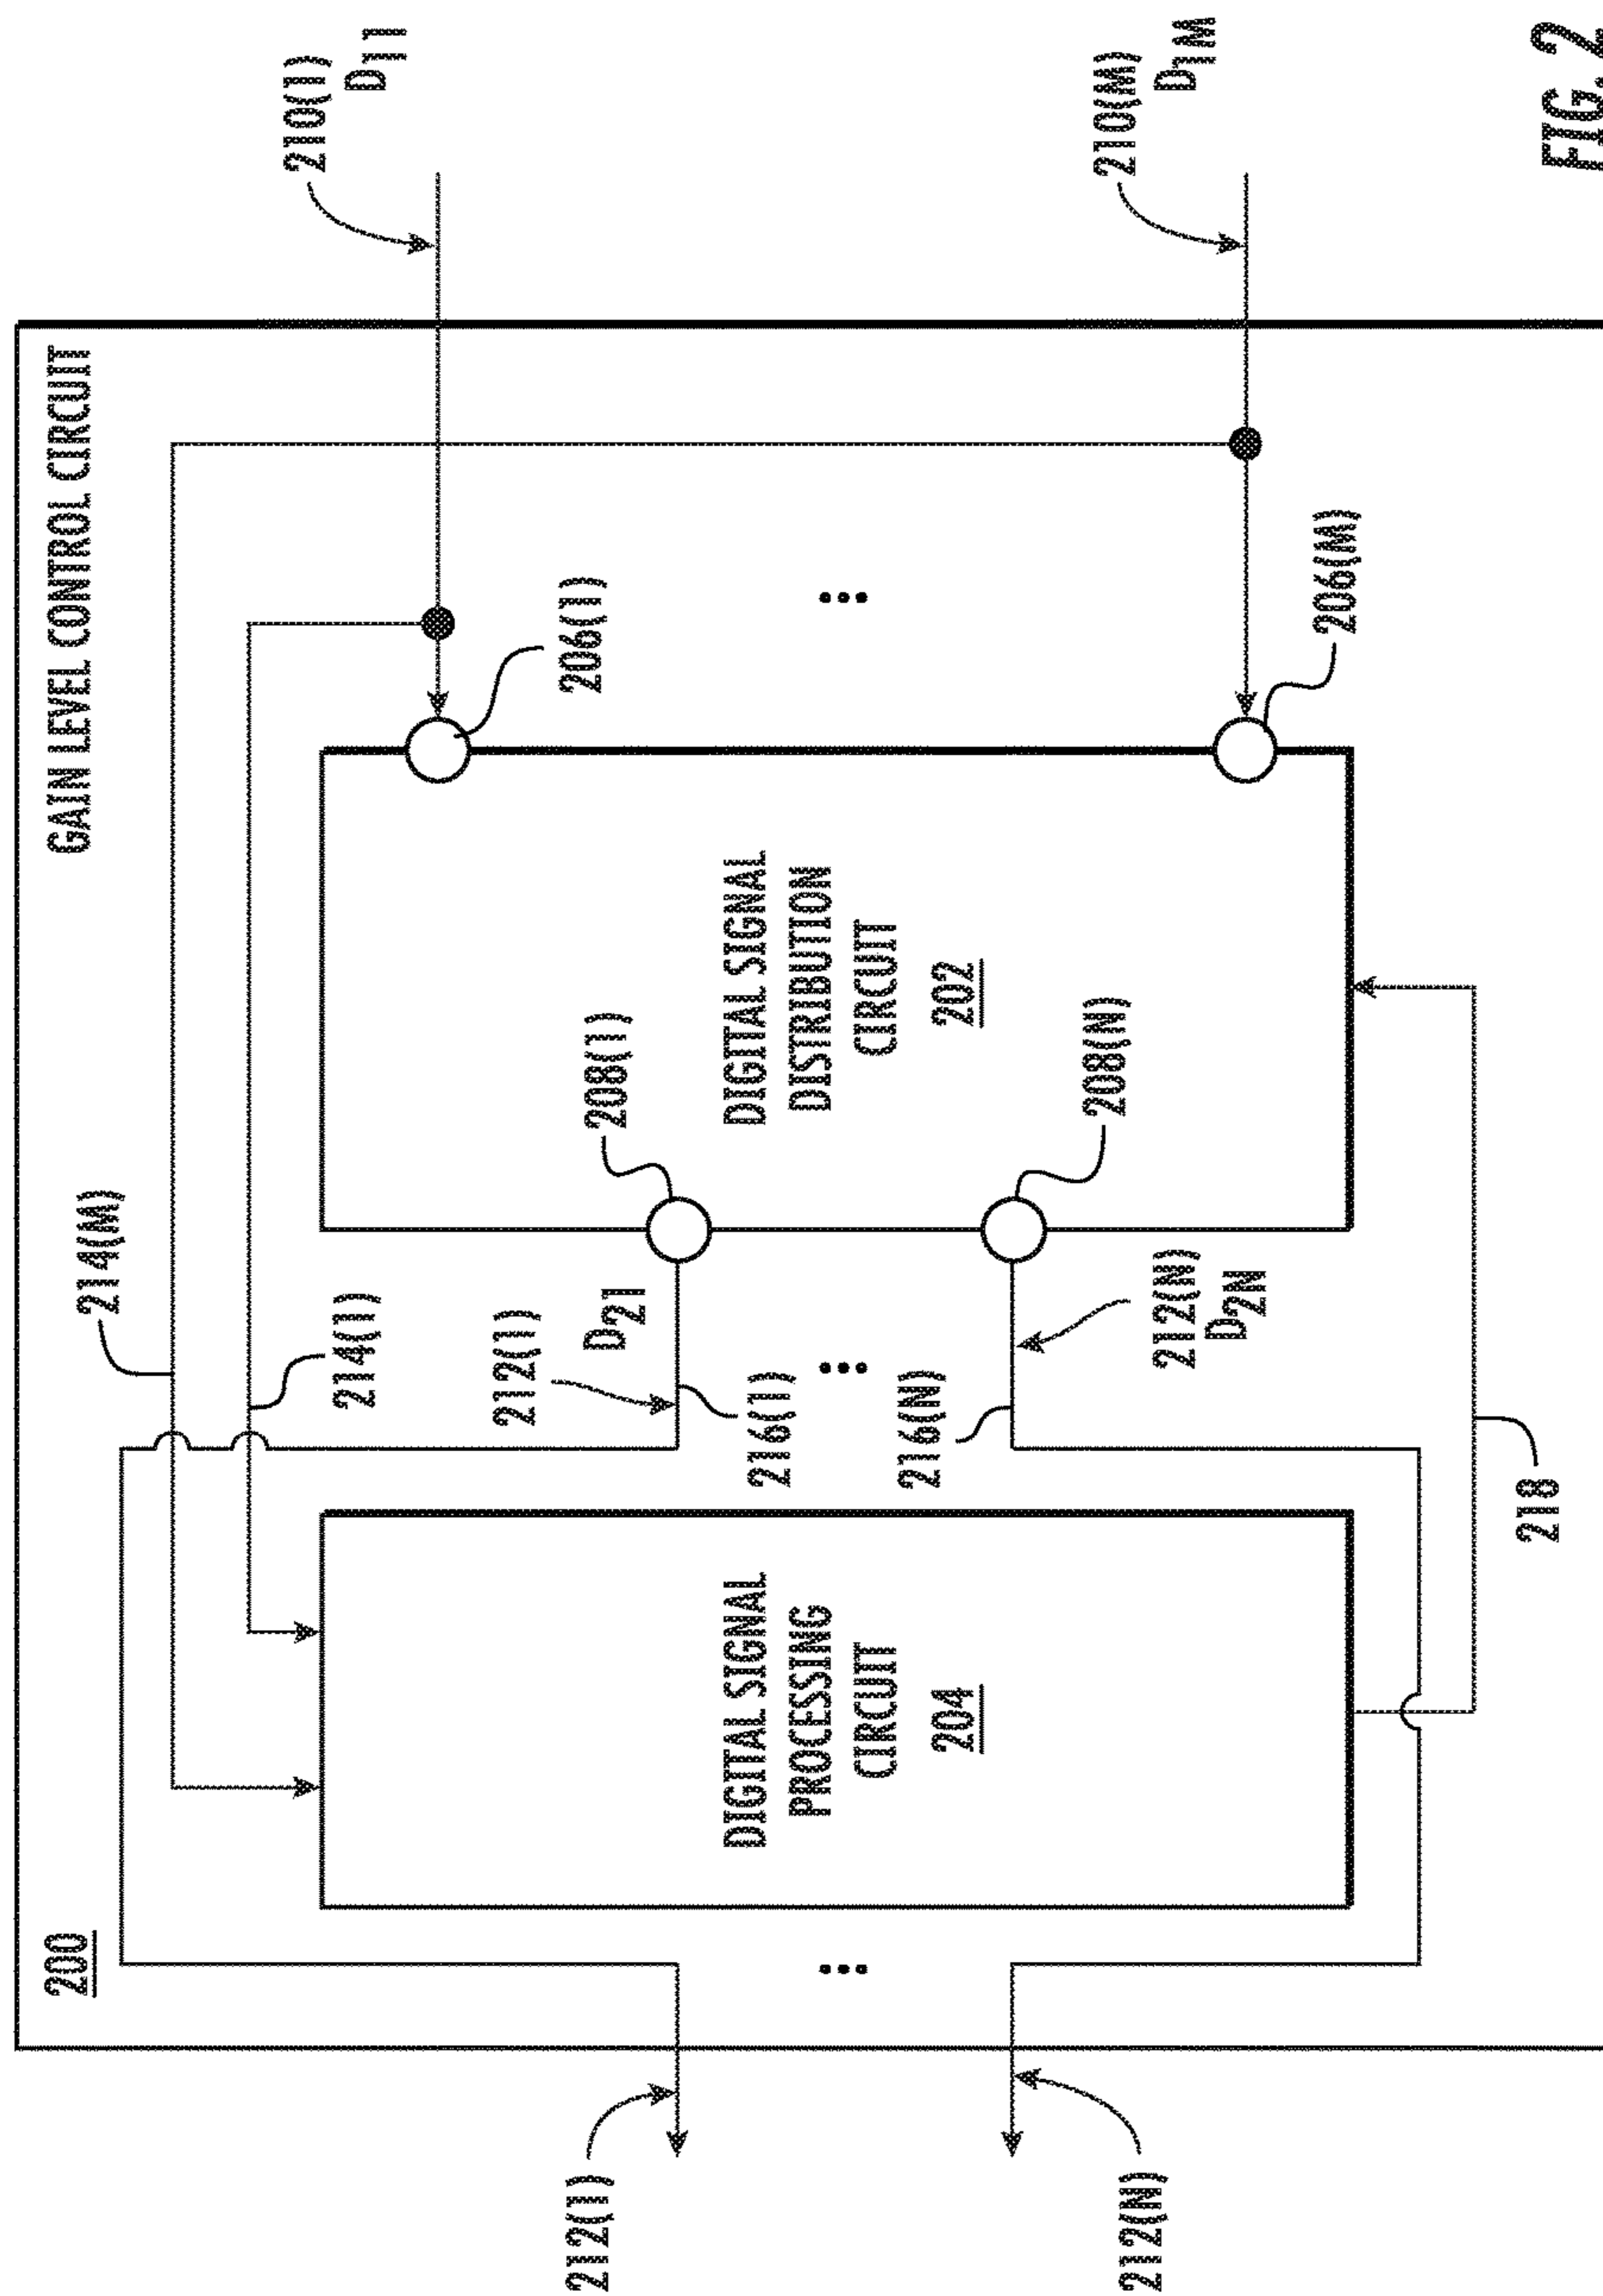 200
GAIN LEVEL CONTROL CIRCUIT
214(M)
214(1)
212(1)
D21
208(1)
206(1)
210(1)
D11
212(1)
216(1)
DIGITAL SIGNAL
PROCESSING
CIRCUIT
204
DIGITAL SIGNAL
DISTRIBUTION
CIRCUIT
202
...
...
...
216(N)
208(N)
212(N)
D2N
212(N)
206(M)
210(M)
D1M
218
FIG. 2